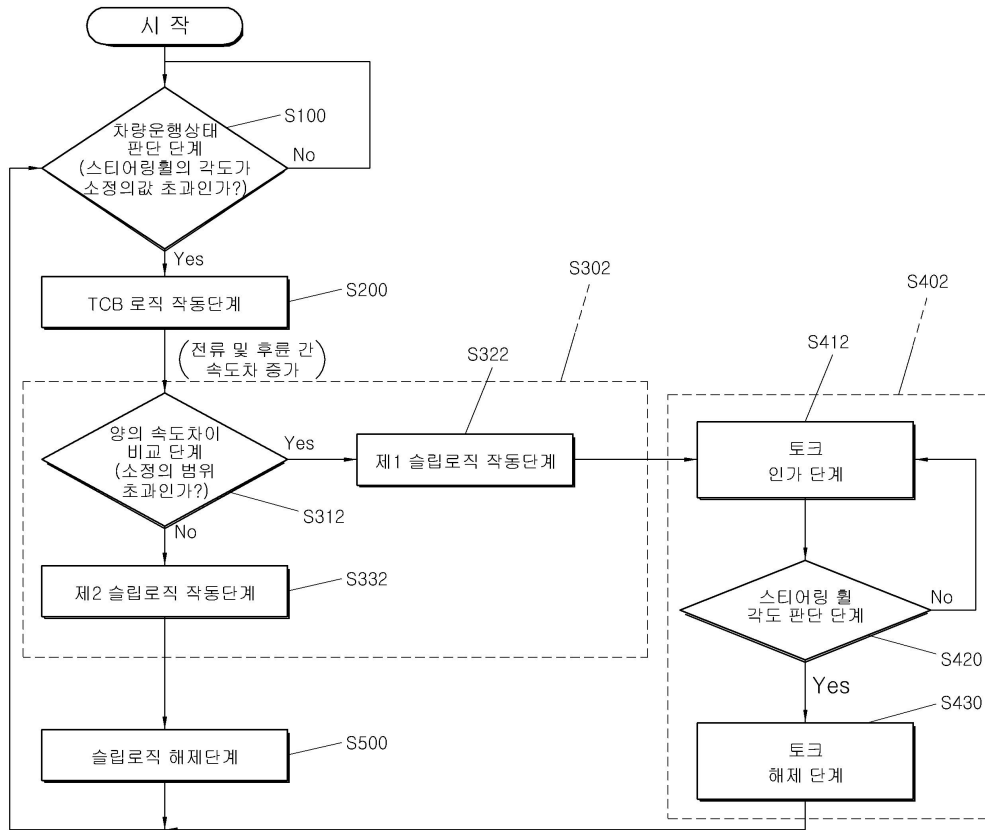 시 작
차량운행상태
판단 단계
(스티어링휠의 각도가
소정의값 초과인가?)
S100
No
Yes
TCB 로직 작동단계
S200
(전류 및 후륜 간
속도차 증가)
S302
S402
S322
S412
양의 속도차이
비교 단계
(소정의 범위
초과인가?)
Yes
제1 슬립로직 작동단계
토크
인가 단계
S312
No
제2 슬립로직 작동단계
S332
스티어링 휠
각도 판단 단계
No
S420
Yes
S430
슬립로직 해제단계
S500
토크
해제 단계